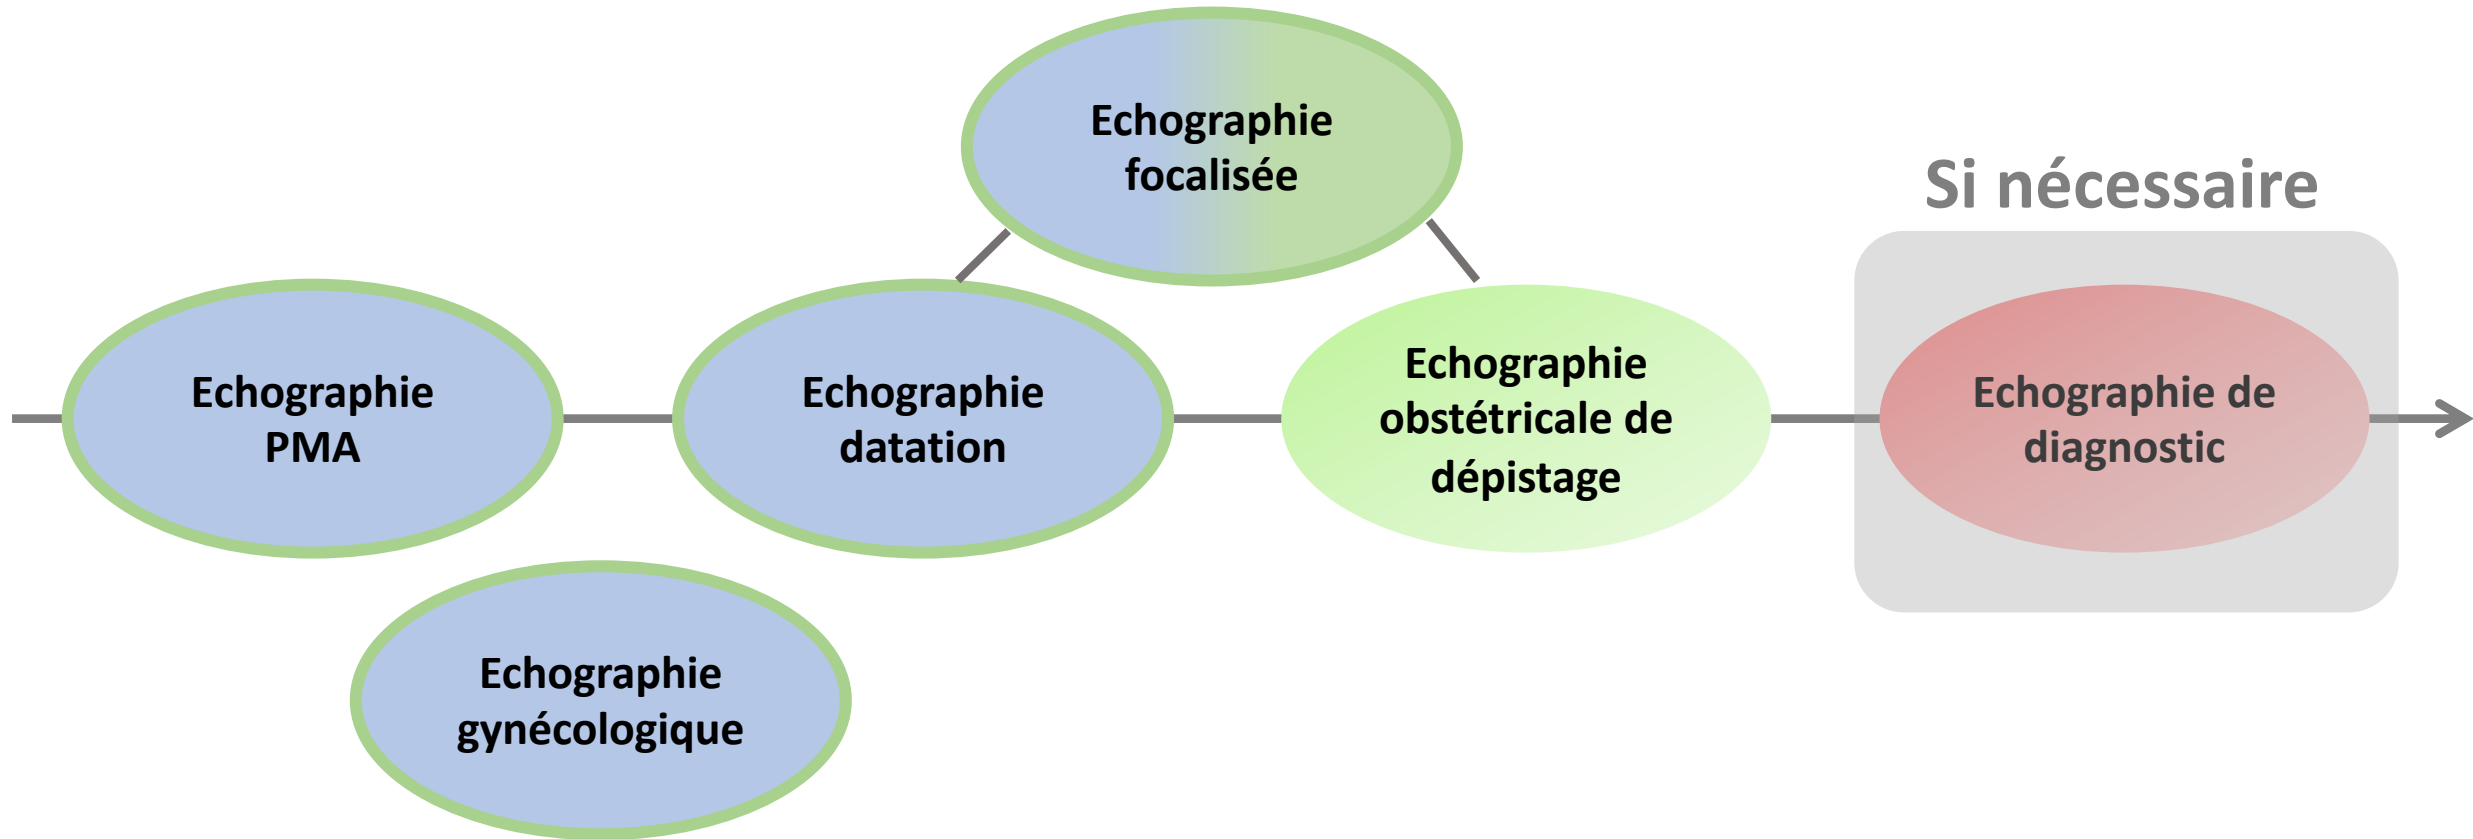 Echographie
focalisée
Si nécessaire
Echographie
PMA
Echographie
datation
Echographie
obstétricale de
dépistage
Echographie de
diagnostic
Echographie
gynécologique